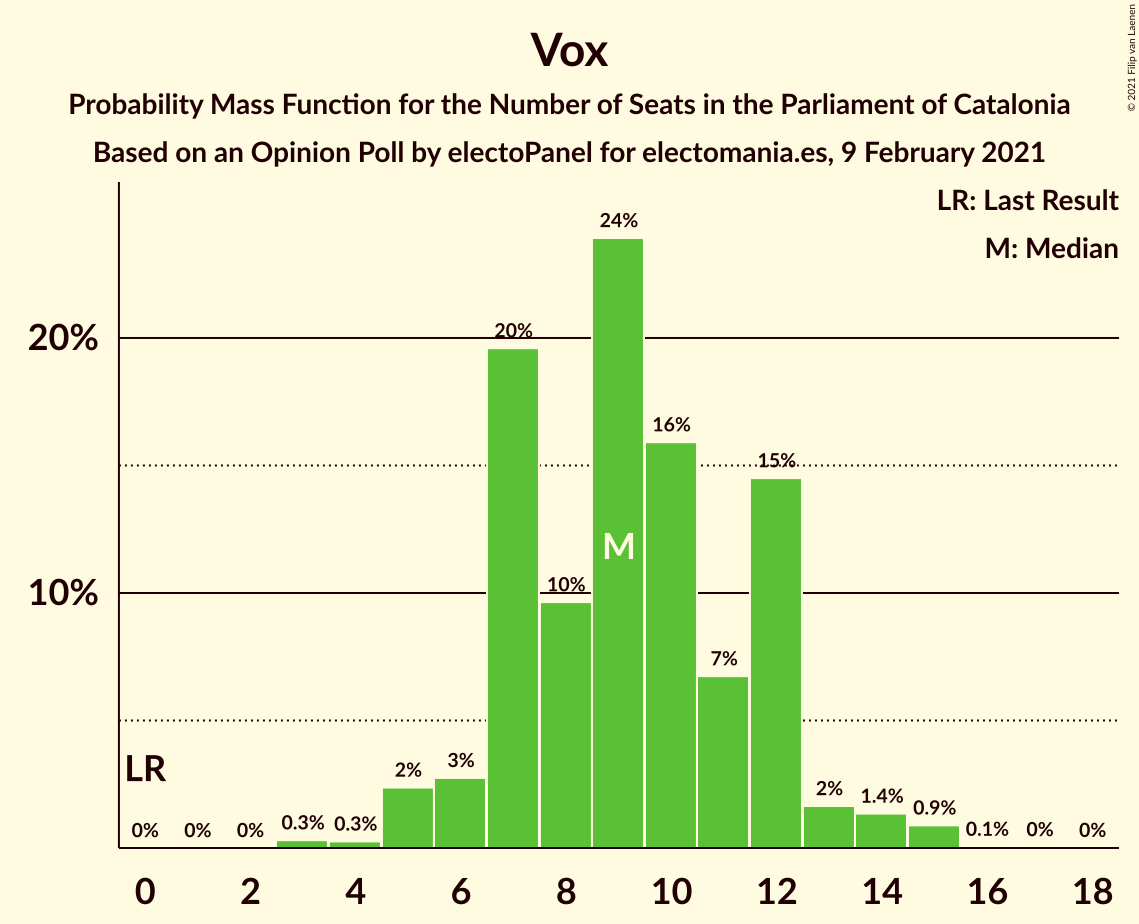 Vox
Probability Mass Function for the Number of Seats in the Parliament of Catalonia
Based on an Opinion Poll by electoPanel for electomania.es, 9 February 2021
© 2021 Filip van Laenen
LR: Last Result
M: Median
20%
10%
LR
0%
0%
0%
0.3%
0.3%
2%
3%
20%
10%
24%
M
16%
7%
15%
2%
1.4%
0.9%
0.1%
0%
0%
0 2 4 6 8 10 12 14 16 18